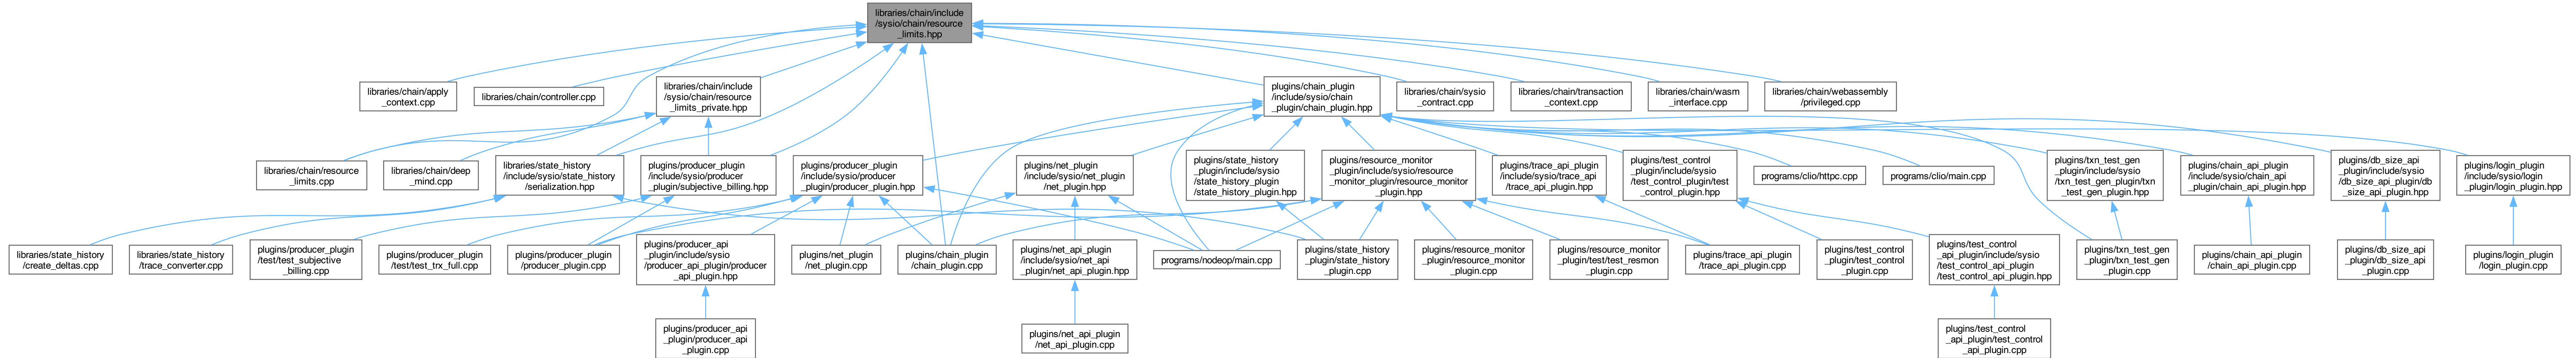 libraries/chain/include
/sysio/chain/resource
_limits.hpp
libraries/chain/apply
_context.cpp
libraries/chain/controller.cpp
libraries/chain/include
/sysio/chain/resource
_limits_private.hpp
plugins/chain_plugin
/include/sysio/chain
_plugin/chain_plugin.hpp
libraries/chain/sysio
_contract.cpp
libraries/chain/transaction
_context.cpp
libraries/chain/wasm
_interface.cpp
libraries/chain/webassembly
/privileged.cpp
libraries/chain/resource
_limits.cpp
libraries/chain/deep
_mind.cpp
libraries/state_history
/include/sysio/state_history
/serialization.hpp
plugins/producer_plugin
/include/sysio/producer
_plugin/subjective_billing.hpp
plugins/producer_plugin
/include/sysio/producer
_plugin/producer_plugin.hpp
plugins/net_plugin
/include/sysio/net_plugin
/net_plugin.hpp
plugins/state_history
_plugin/include/sysio
/state_history_plugin
/state_history_plugin.hpp
plugins/resource_monitor
_plugin/include/sysio/resource
_monitor_plugin/resource_monitor
_plugin.hpp
plugins/trace_api_plugin
/include/sysio/trace_api
/trace_api_plugin.hpp
plugins/test_control
_plugin/include/sysio
/test_control_plugin/test
_control_plugin.hpp
programs/clio/httpc.cpp
programs/clio/main.cpp
plugins/txn_test_gen
_plugin/include/sysio
/txn_test_gen_plugin/txn
_test_gen_plugin.hpp
plugins/chain_api_plugin
/include/sysio/chain_api
_plugin/chain_api_plugin.hpp
plugins/db_size_api
_plugin/include/sysio
/db_size_api_plugin/db
_size_api_plugin.hpp
plugins/login_plugin
/include/sysio/login
_plugin/login_plugin.hpp
libraries/state_history
/create_deltas.cpp
libraries/state_history
/trace_converter.cpp
plugins/producer_plugin
/test/test_subjective
_billing.cpp
plugins/producer_plugin
/test/test_trx_full.cpp
plugins/producer_plugin
/producer_plugin.cpp
plugins/producer_api
_plugin/include/sysio
/producer_api_plugin/producer
_api_plugin.hpp
plugins/net_plugin
/net_plugin.cpp
plugins/chain_plugin
/chain_plugin.cpp
plugins/net_api_plugin
/include/sysio/net_api
_plugin/net_api_plugin.hpp
programs/nodeop/main.cpp
plugins/state_history
_plugin/state_history
_plugin.cpp
plugins/resource_monitor
_plugin/resource_monitor
_plugin.cpp
plugins/resource_monitor
_plugin/test/test_resmon
_plugin.cpp
plugins/trace_api_plugin
/trace_api_plugin.cpp
plugins/test_control
_plugin/test_control
_plugin.cpp
plugins/test_control
_api_plugin/include/sysio
/test_control_api_plugin
/test_control_api_plugin.hpp
plugins/txn_test_gen
_plugin/txn_test_gen
_plugin.cpp
plugins/chain_api_plugin
/chain_api_plugin.cpp
plugins/db_size_api
_plugin/db_size_api
_plugin.cpp
plugins/login_plugin
/login_plugin.cpp
plugins/producer_api
_plugin/producer_api
_plugin.cpp
plugins/net_api_plugin
/net_api_plugin.cpp
plugins/test_control
_api_plugin/test_control
_api_plugin.cpp